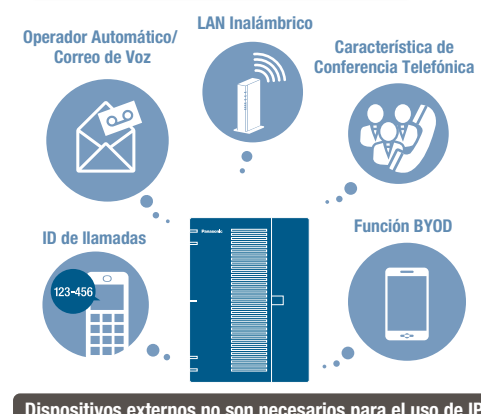 LAN Inalámbrico
Operador Automático/
Correo de Voz
Característica de
Conferencia Telefónica
Panasonic
ID de llamadas
Función BYOD
123-456
Dispositivos externos no son necesarios para el uso de IP